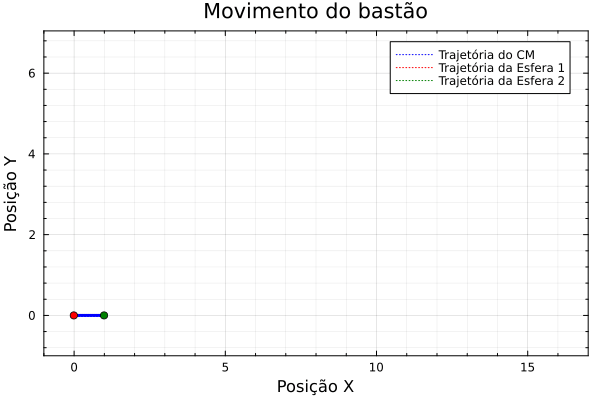 Movimento do bastão
Trajetória do CM
Trajetória da Esfera 1
Trajetória da Esfera 2
Posição Y
6
4
2
0
0 5 10 15
Posição X